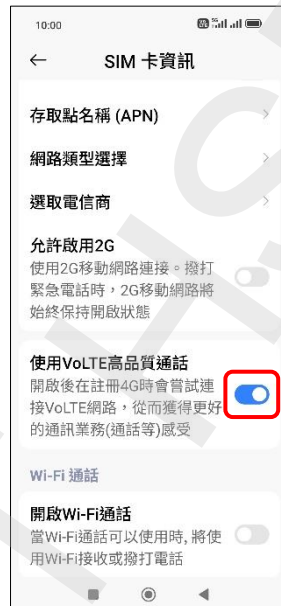 10:00
5G
SIM 卡資訊
存取點名稱 (APN)
網路類型選擇
選取電信商
允許啟用2G
使用2G移動網路連接。撥打
緊急電話時，2G移動網路將
始終保持開啟狀態
使用VoLTE高品質通話
開啟後在註冊4G時會嘗試連
接VoLTE網路，從而獲得更好
的通訊業務(通話等)感受
Wi-Fi 通話
開啟Wi-Fi通話
當Wi-Fi通話可以使用時, 將使
用Wi-Fi接收或撥打電話